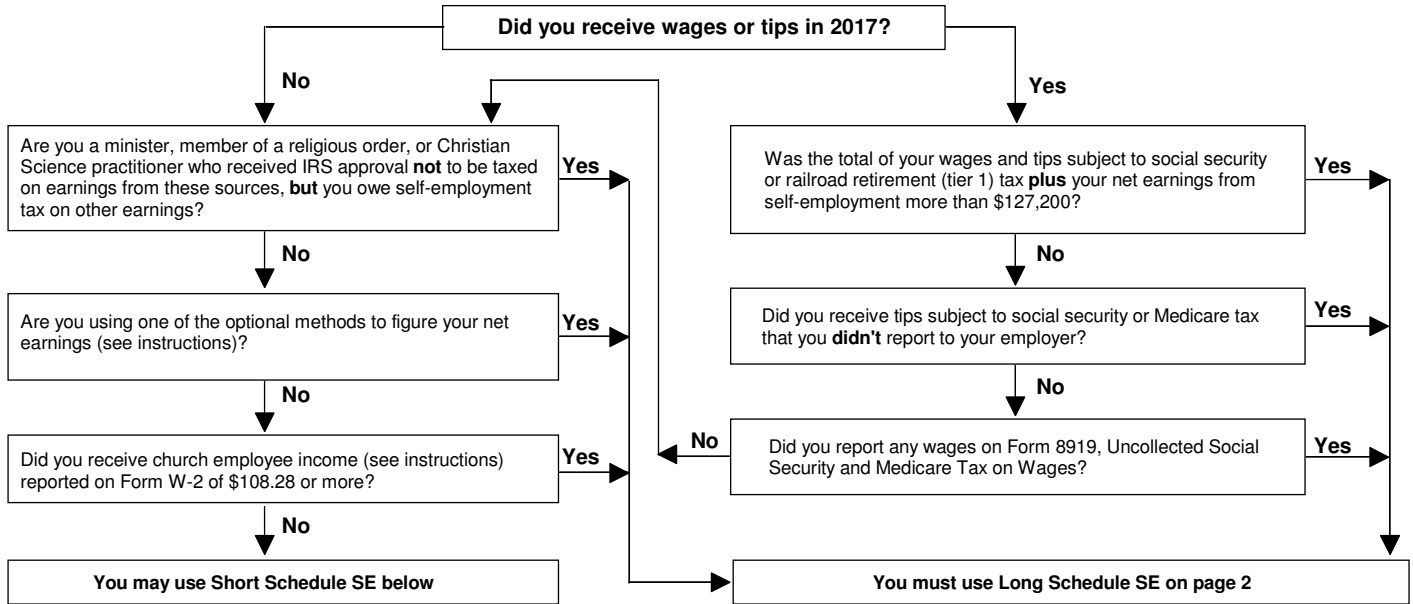 Did you receive wages or tips in 2017?
No
Yes
Are you a minister, member of a religious order, or Christian
Science practitioner who received IRS approval not to be taxed
on earnings from these sources, but you owe self-employment
tax on other earnings?
Yes
Was the total of your wages and tips subject to social security
or railroad retirement (tier 1) tax plus your net earnings from
self-employment more than $127,200?
Yes
No
No
Are you using one of the optional methods to figure your net
earnings (see instructions)?
Yes
Did you receive tips subject to social security or Medicare tax
that you didn't report to your employer?
Yes
No
No
Did you receive church employee income (see instructions)
reported on Form W-2 of $108.28 or more?
Yes
No
Did you report any wages on Form 8919, Uncollected Social
Security and Medicare Tax on Wages?
Yes
No
You may use Short Schedule SE below
You must use Long Schedule SE on page 2